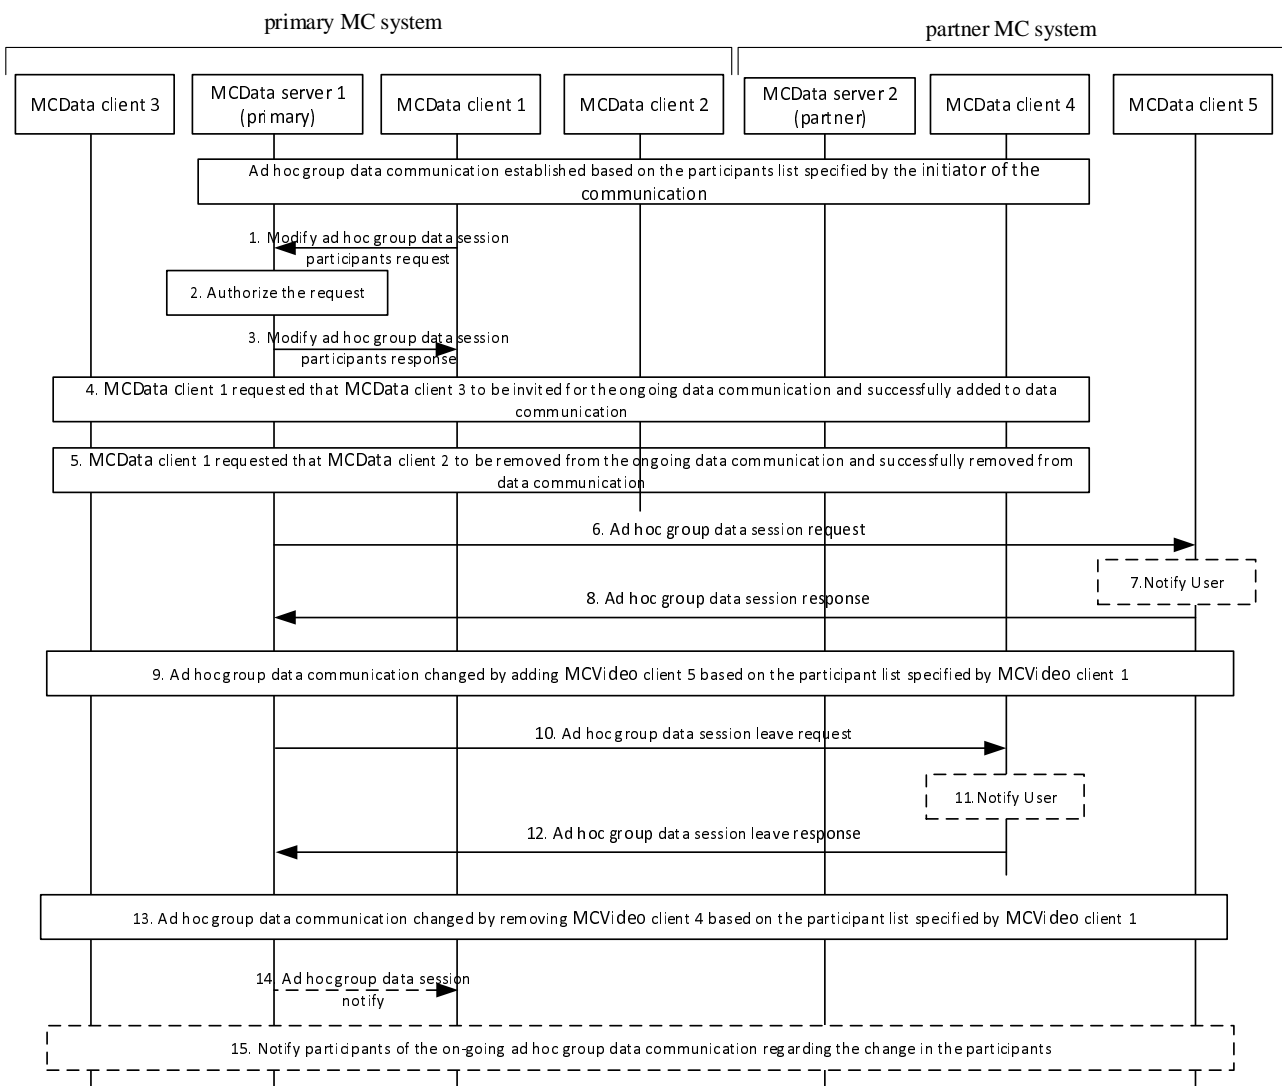 primary MC system
partner MC system
MCData client 3
MCData server 1
(primary)
MCData client 1
MCData client 2
MCData server 2
(partner)
MCData client 4
MCData client 5
Ad hoc group data communication established based on the participants list specified by the initiator of the
communication
1. Modify ad hoc group data session
participants request
2. Authorize the request
3. Modify ad hoc group data session
participants response
4. MCData client 1 requested that MCData client 3 to be invited for the ongoing data communication and successfully added to data
communication
5. MCData client 1 requested that MCData client 2 to be removed from the ongoing data communication and successfully removed from
data communication
6. Ad hoc group data session request
7.Notify User
8. Ad hoc group data session response
9. Ad hoc group data communication changed by adding MCVideo client 5 based on the participant list specified by MCVideo client 1
10. Ad hoc group data session leave request
11.Notify User
12. Ad hoc group data session leave response
13. Ad hoc group data communication changed by removing MCVideo client 4 based on the participant list specified by MCVideo client 1
14. Ad hoc group data session
notify
15. Notify participants of the on-going ad hoc group data communication regarding the change in the participants